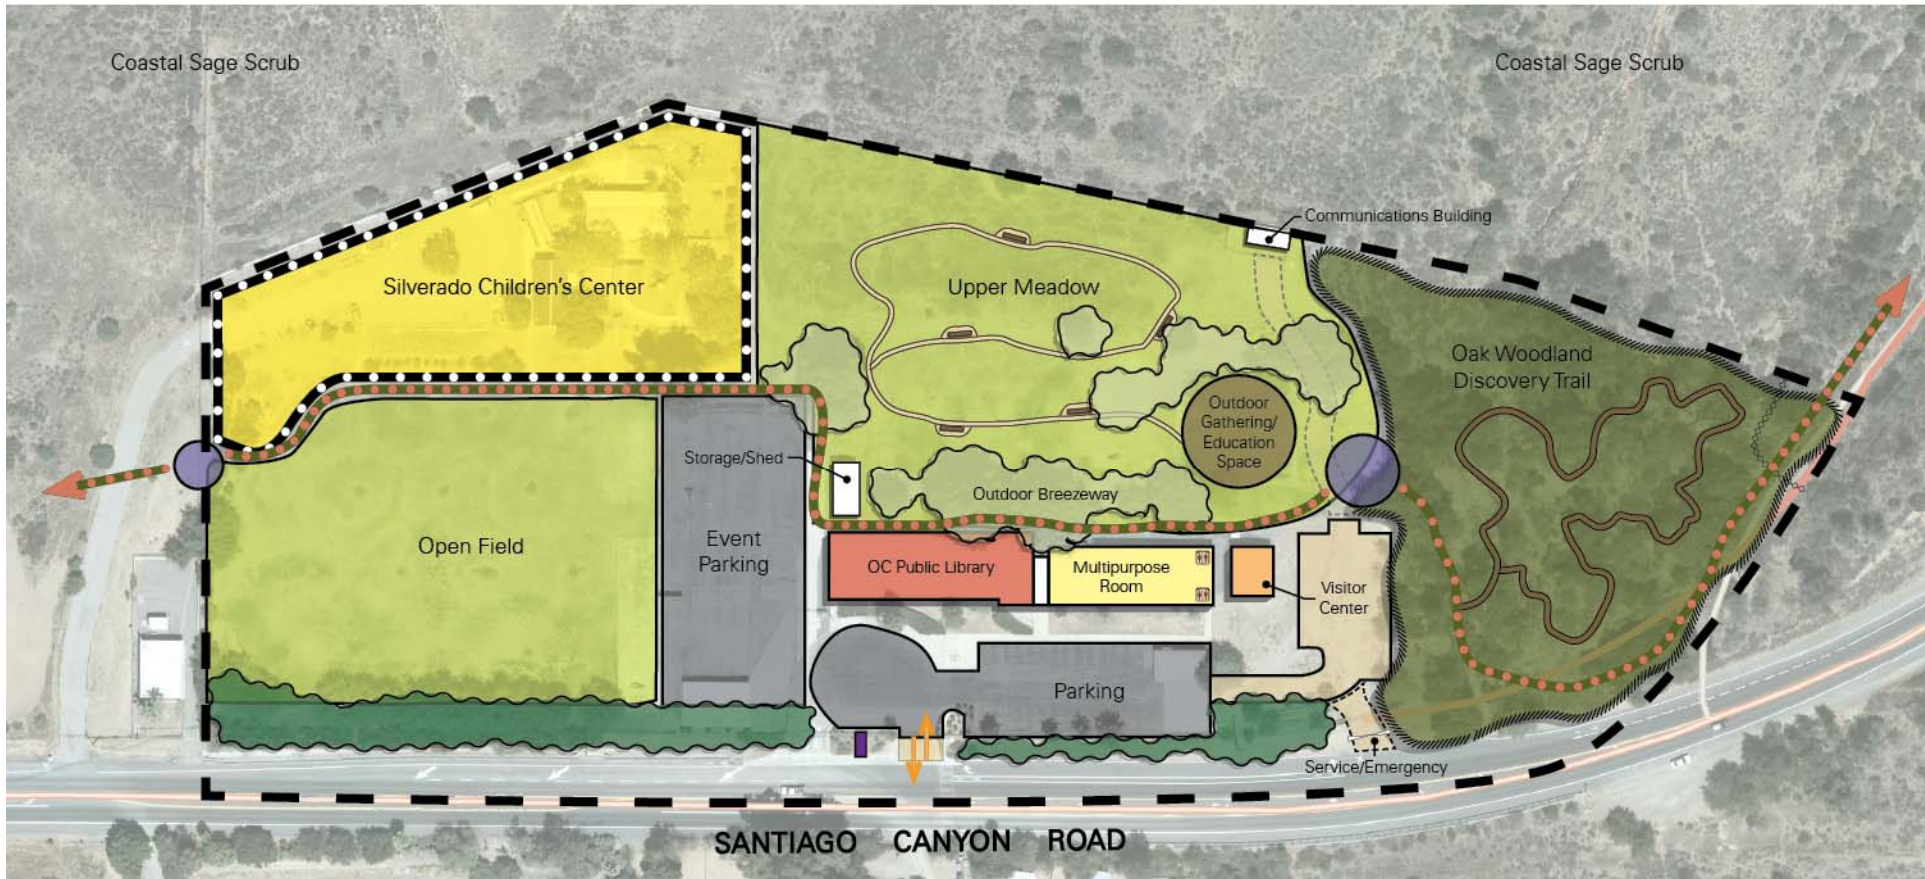 Coastal Sage Scrub
Coastal Sage Scrub
Communications Building
Silverado Children's Center
Upper Meadow
Oak Woodland
Discovery Trail
Outdoor
Gathering/
Education
Space
Storage/Shed
Outdoor Breezeway
Open Field
Event
Parking
OC Public Library
Multipurpose
Room
Visitor
Center
Parking
Service/Emergency
SANTIAGO CANYON ROAD